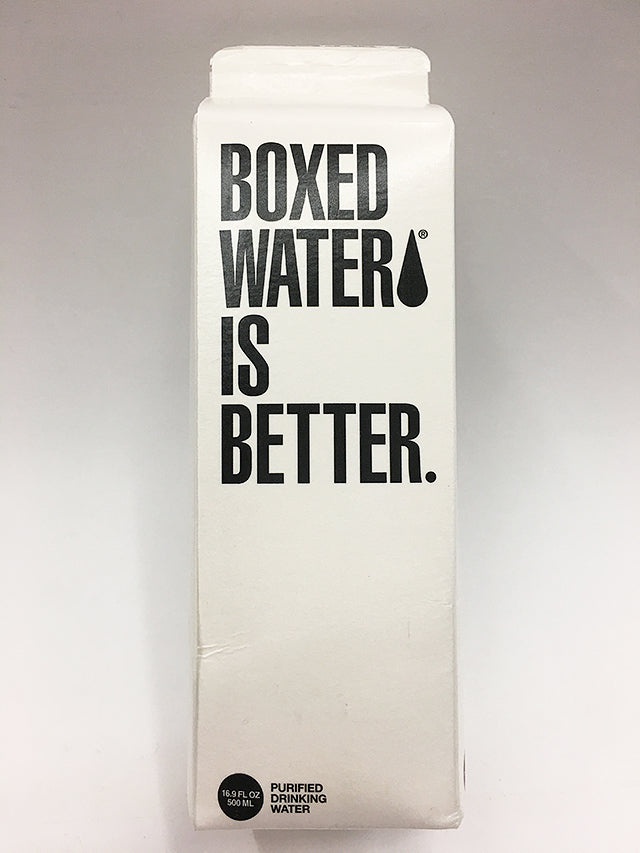 BOXED
WATER®
IS
BETTER.
16.9 FL OZ
500 ML
PURIFIED
DRINKING
WATER